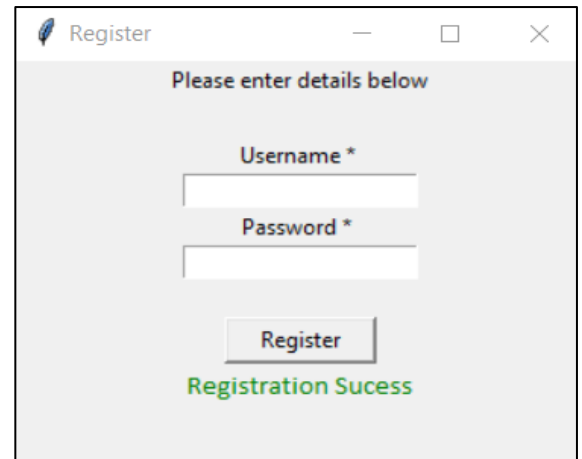 Register
Please enter details below
Username *
Password *
Register
Registration Sucess